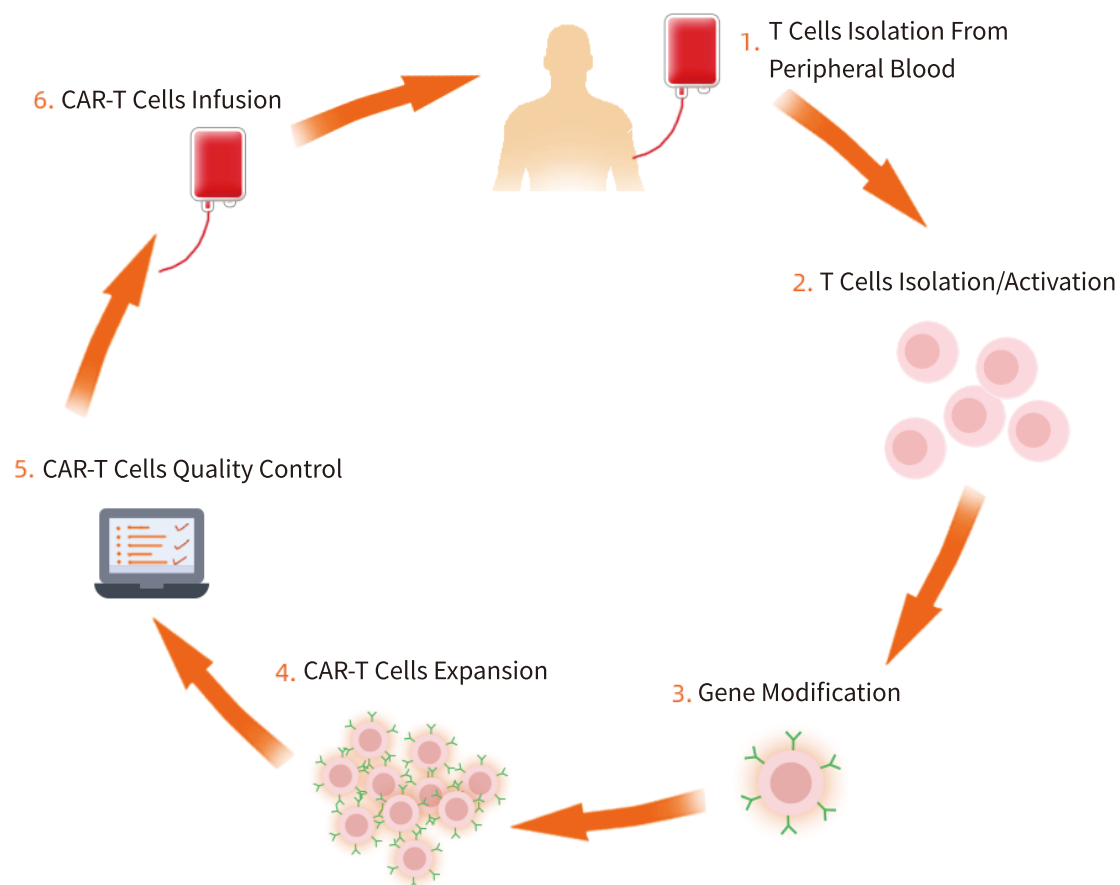 1. T Cells Isolation From
Peripheral Blood
2. T Cells Isolation/Activation
3. Gene Modification
4. CAR-T Cells Expansion
5. CAR-T Cells Quality Control
6. CAR-T Cells Infusion